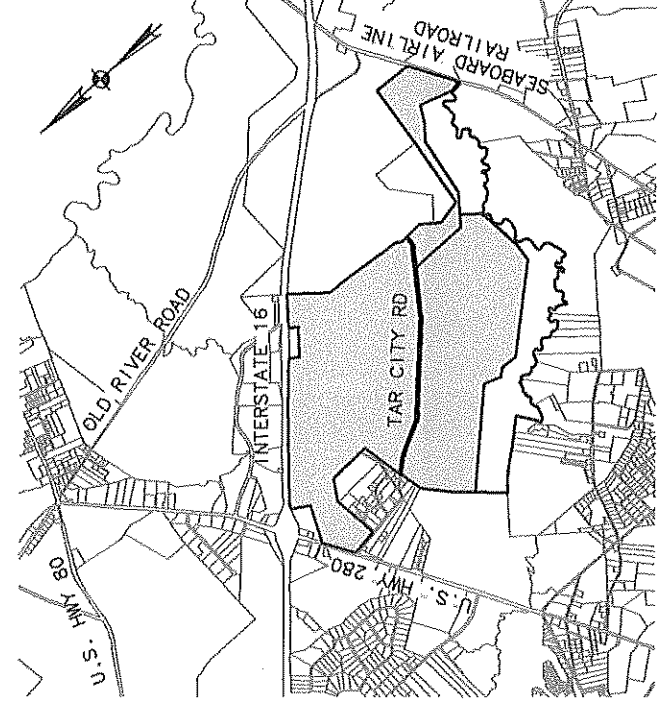 SEABOARD AIRLINE
RAILROAD
OLD RIVER ROAD
INTERSTATE 16
TAR CITY RD
U.S. HWY 80
U.S. HWY, 280